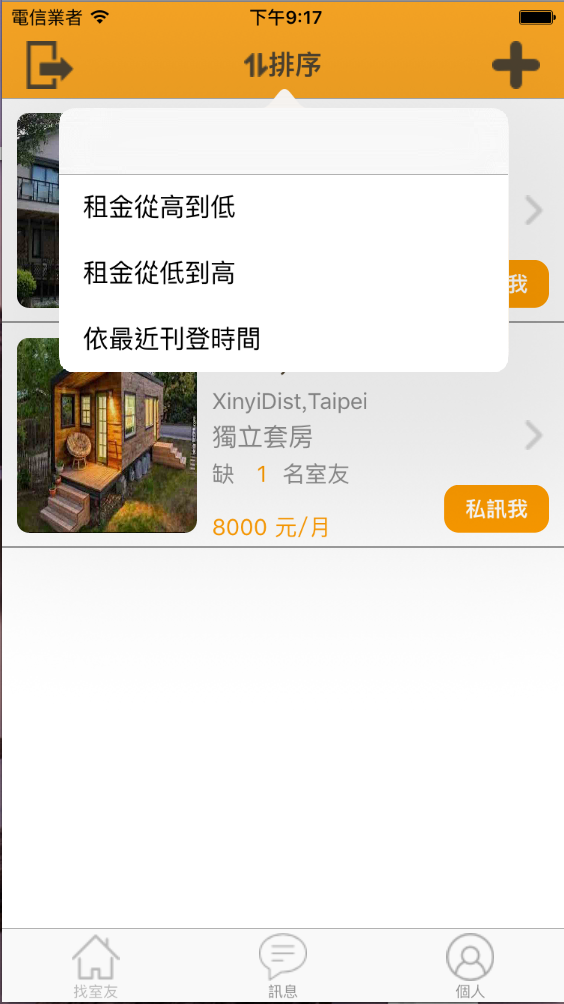 電信業者
下午9:17
排序
租金從高到低
租金從低到高
依最近刊登時間
我
XinyiDist,Taipei
獨立套房
缺 1 名室友
8000 元/月
私訊我
找室友
訊息
個人